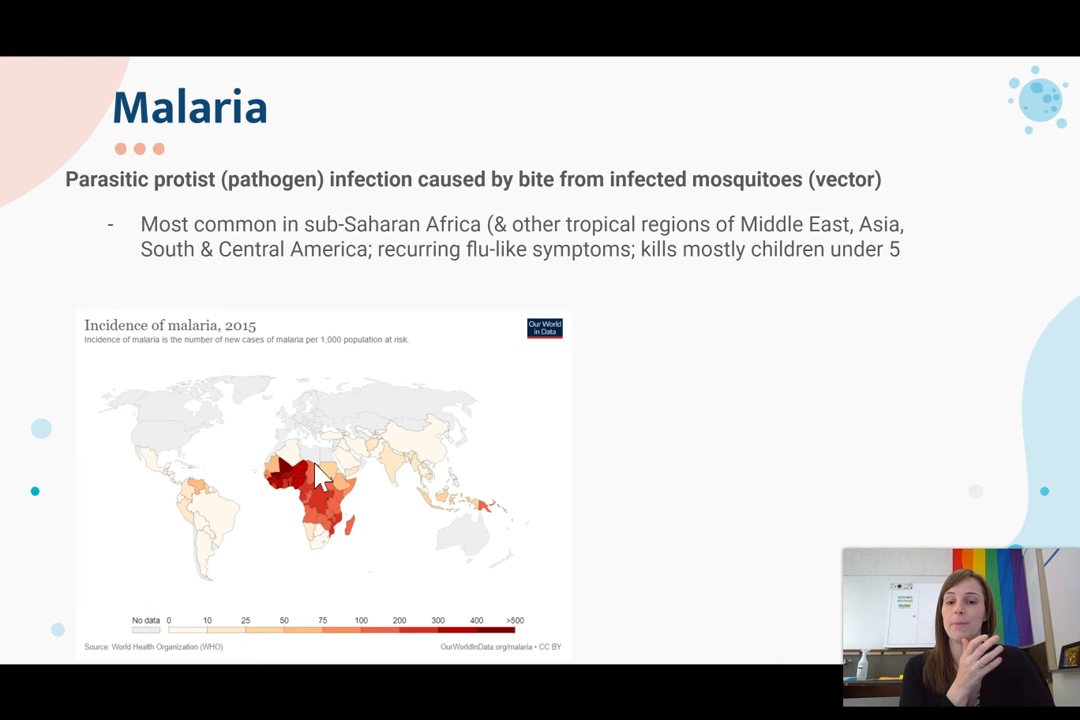 Malaria
Parasitic protist (pathogen) infection caused by bite from infected mosquitoes (vector)
- Most common in sub-Saharan Africa (& other tropical regions of Middle East, Asia,
South & Central America; recurring flu-like symptoms; kills mostly children under 5
Incidence of malaria, 2015
Our World
in Data
Incidence of malaria is the number of new cases of malaria per 1,000 population at risk.
No data 0 10 25 50 75 100 200 300 400 >500
Source: World Health Organization (WHO)
OurWorldInData.org/malaria • CC BY